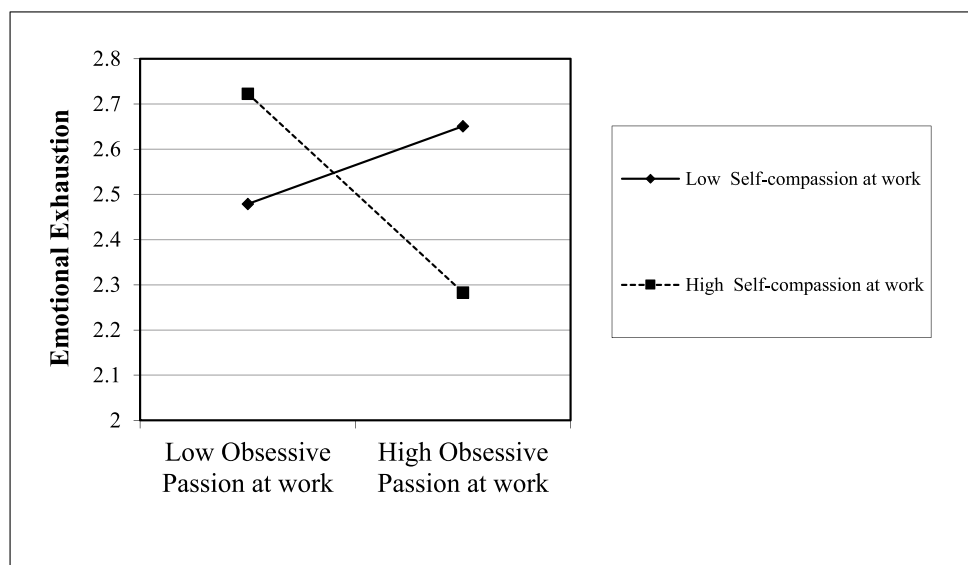 Emotional Exhaustion
2.8
2.7
2.6
2.5
2.4
2.3
2.2
2.1
2
Low Obsessive
Passion at work
High Obsessive
Passion at work
Low Self-compassion at work
High Self-compassion at work